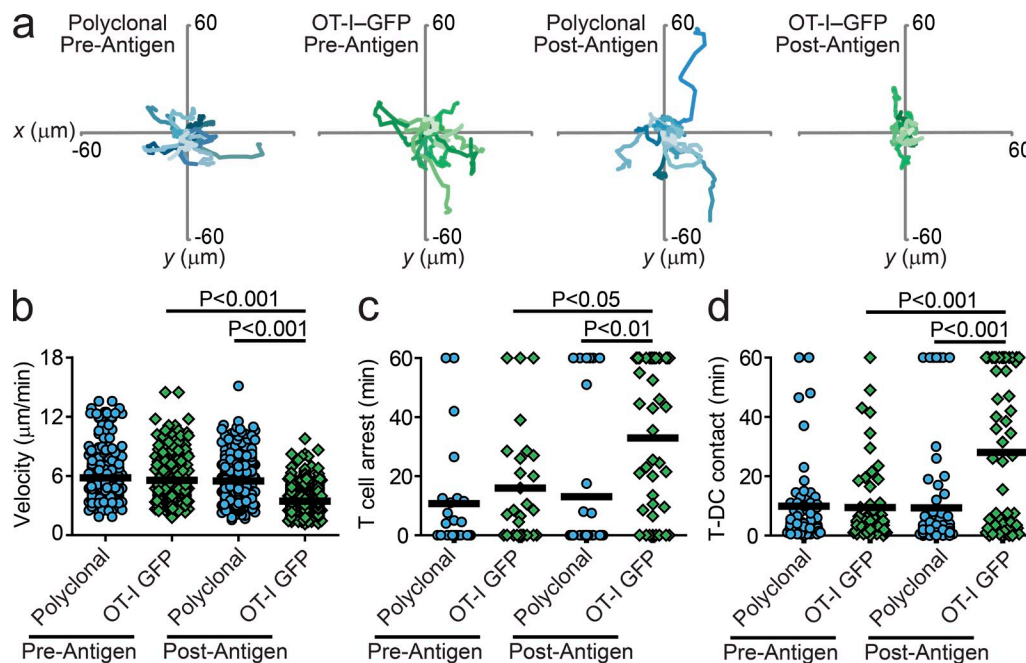 a
Polyclonal
Pre-Antigen
60
x (μm)
-60
-60
y (μm)
OT-I–GFP
Pre-Antigen
y (μm)
Polyclonal
Post-Antigen
60
-60
y (μm)
OT-I–GFP
Post-Antigen
60
60
-60
y (μm)
b
P<0.001
P<0.001
Velocity (μm/min)
18
12
6
0
Polyclonal
OT-I GFP
Polyclonal
OT-I GFP
Pre-Antigen
Post-Antigen
c
P<0.05
P<0.01
T cell arrest (min)
60
40
20
0
Polyclonal
OT-I GFP
Polyclonal
OT-I GFP
Pre-Antigen
Post-Antigen
d
P<0.001
P<0.001
T-DC contact (min)
60
40
20
0
Polyclonal
OT-I GFP
Polyclonal
OT-I GFP
Pre-Antigen
Post-Antigen